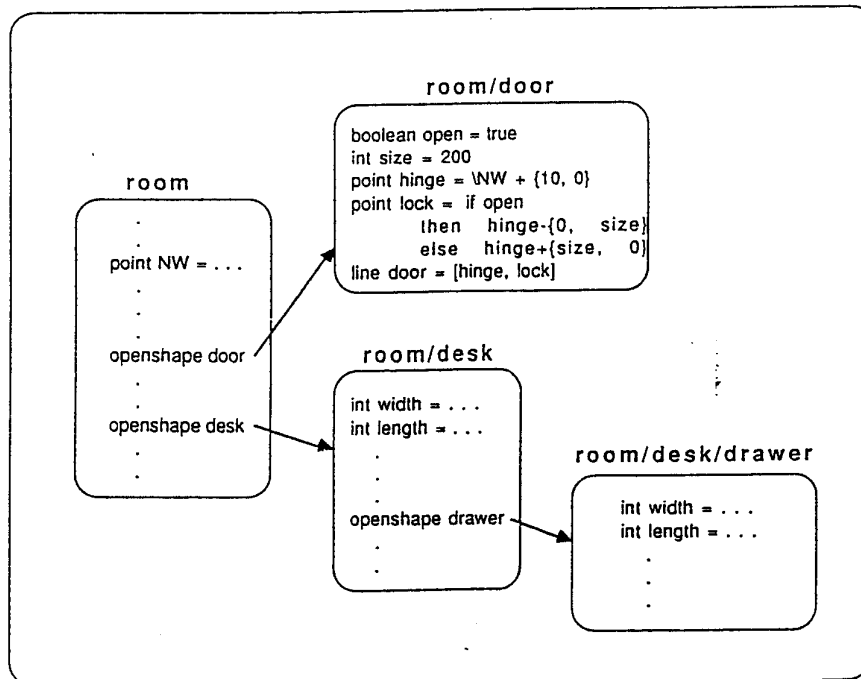 room/door
boolean open = true
int size = 200
point hinge = \NW + {10, 0}
point lock = if open
then hinge-{0, size}
else hinge+{size, 0}
line door = [hinge, lock]
room
.
.
point NW = . . .
.
.
.
openshape door
.
.
openshape desk
.
.
room/desk
int width = . . .
int length = . . .
.
.
.
openshape drawer
.
.
room/desk/drawer
int width = . . .
int length = . . .
.
.
.